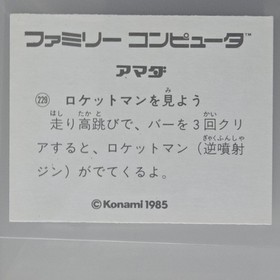 ファミリー コンピュータ™
アマダ
229 ロケットマンを見よう
走り高跳びで、バーを3回クリ
アすると、ロケットマン（逆噴射
ジン）がでてくるよ。
©Konami 1985